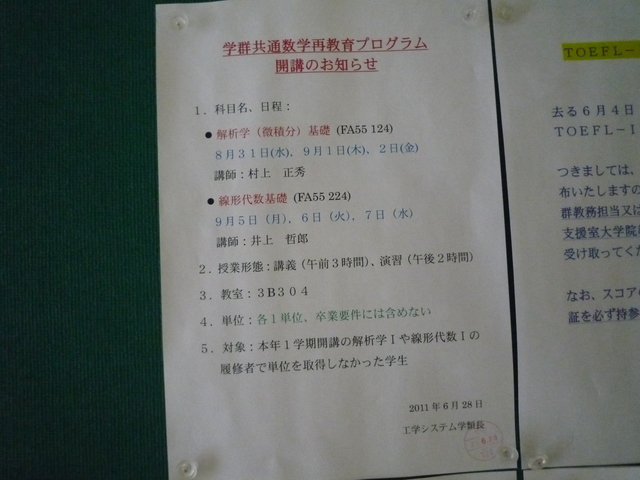 学群共通数学再教育プログラム
開講のお知らせ
1．科目名、日程：
●解析学（微積分）基礎 (FA55 124)
8月31日(水)、9月1日(木)、2日(金)
講師：村上　正秀
●線形代数基礎 (FA55 224)
9月5日（月）、6日（火）、7日（水）
講師：井上　哲郎
2．授業形態：講義（午前3時間）、演習（午後2時間）
3．教室：3B304
4．単位：各1単位、卒業要件には含めない
5．対象：本年1学期開講の解析学Ⅰや線形代数Ⅰの
履修者で単位を取得しなかった学生
2011年6月28日
工学システム学類長
TOEFL－
去る6月4日
TOEFL－I
つきましては、
布いたしますの
群教務担当又は
支援室大学院
受け取ってくだ
なお、スコア
証を必ず持参